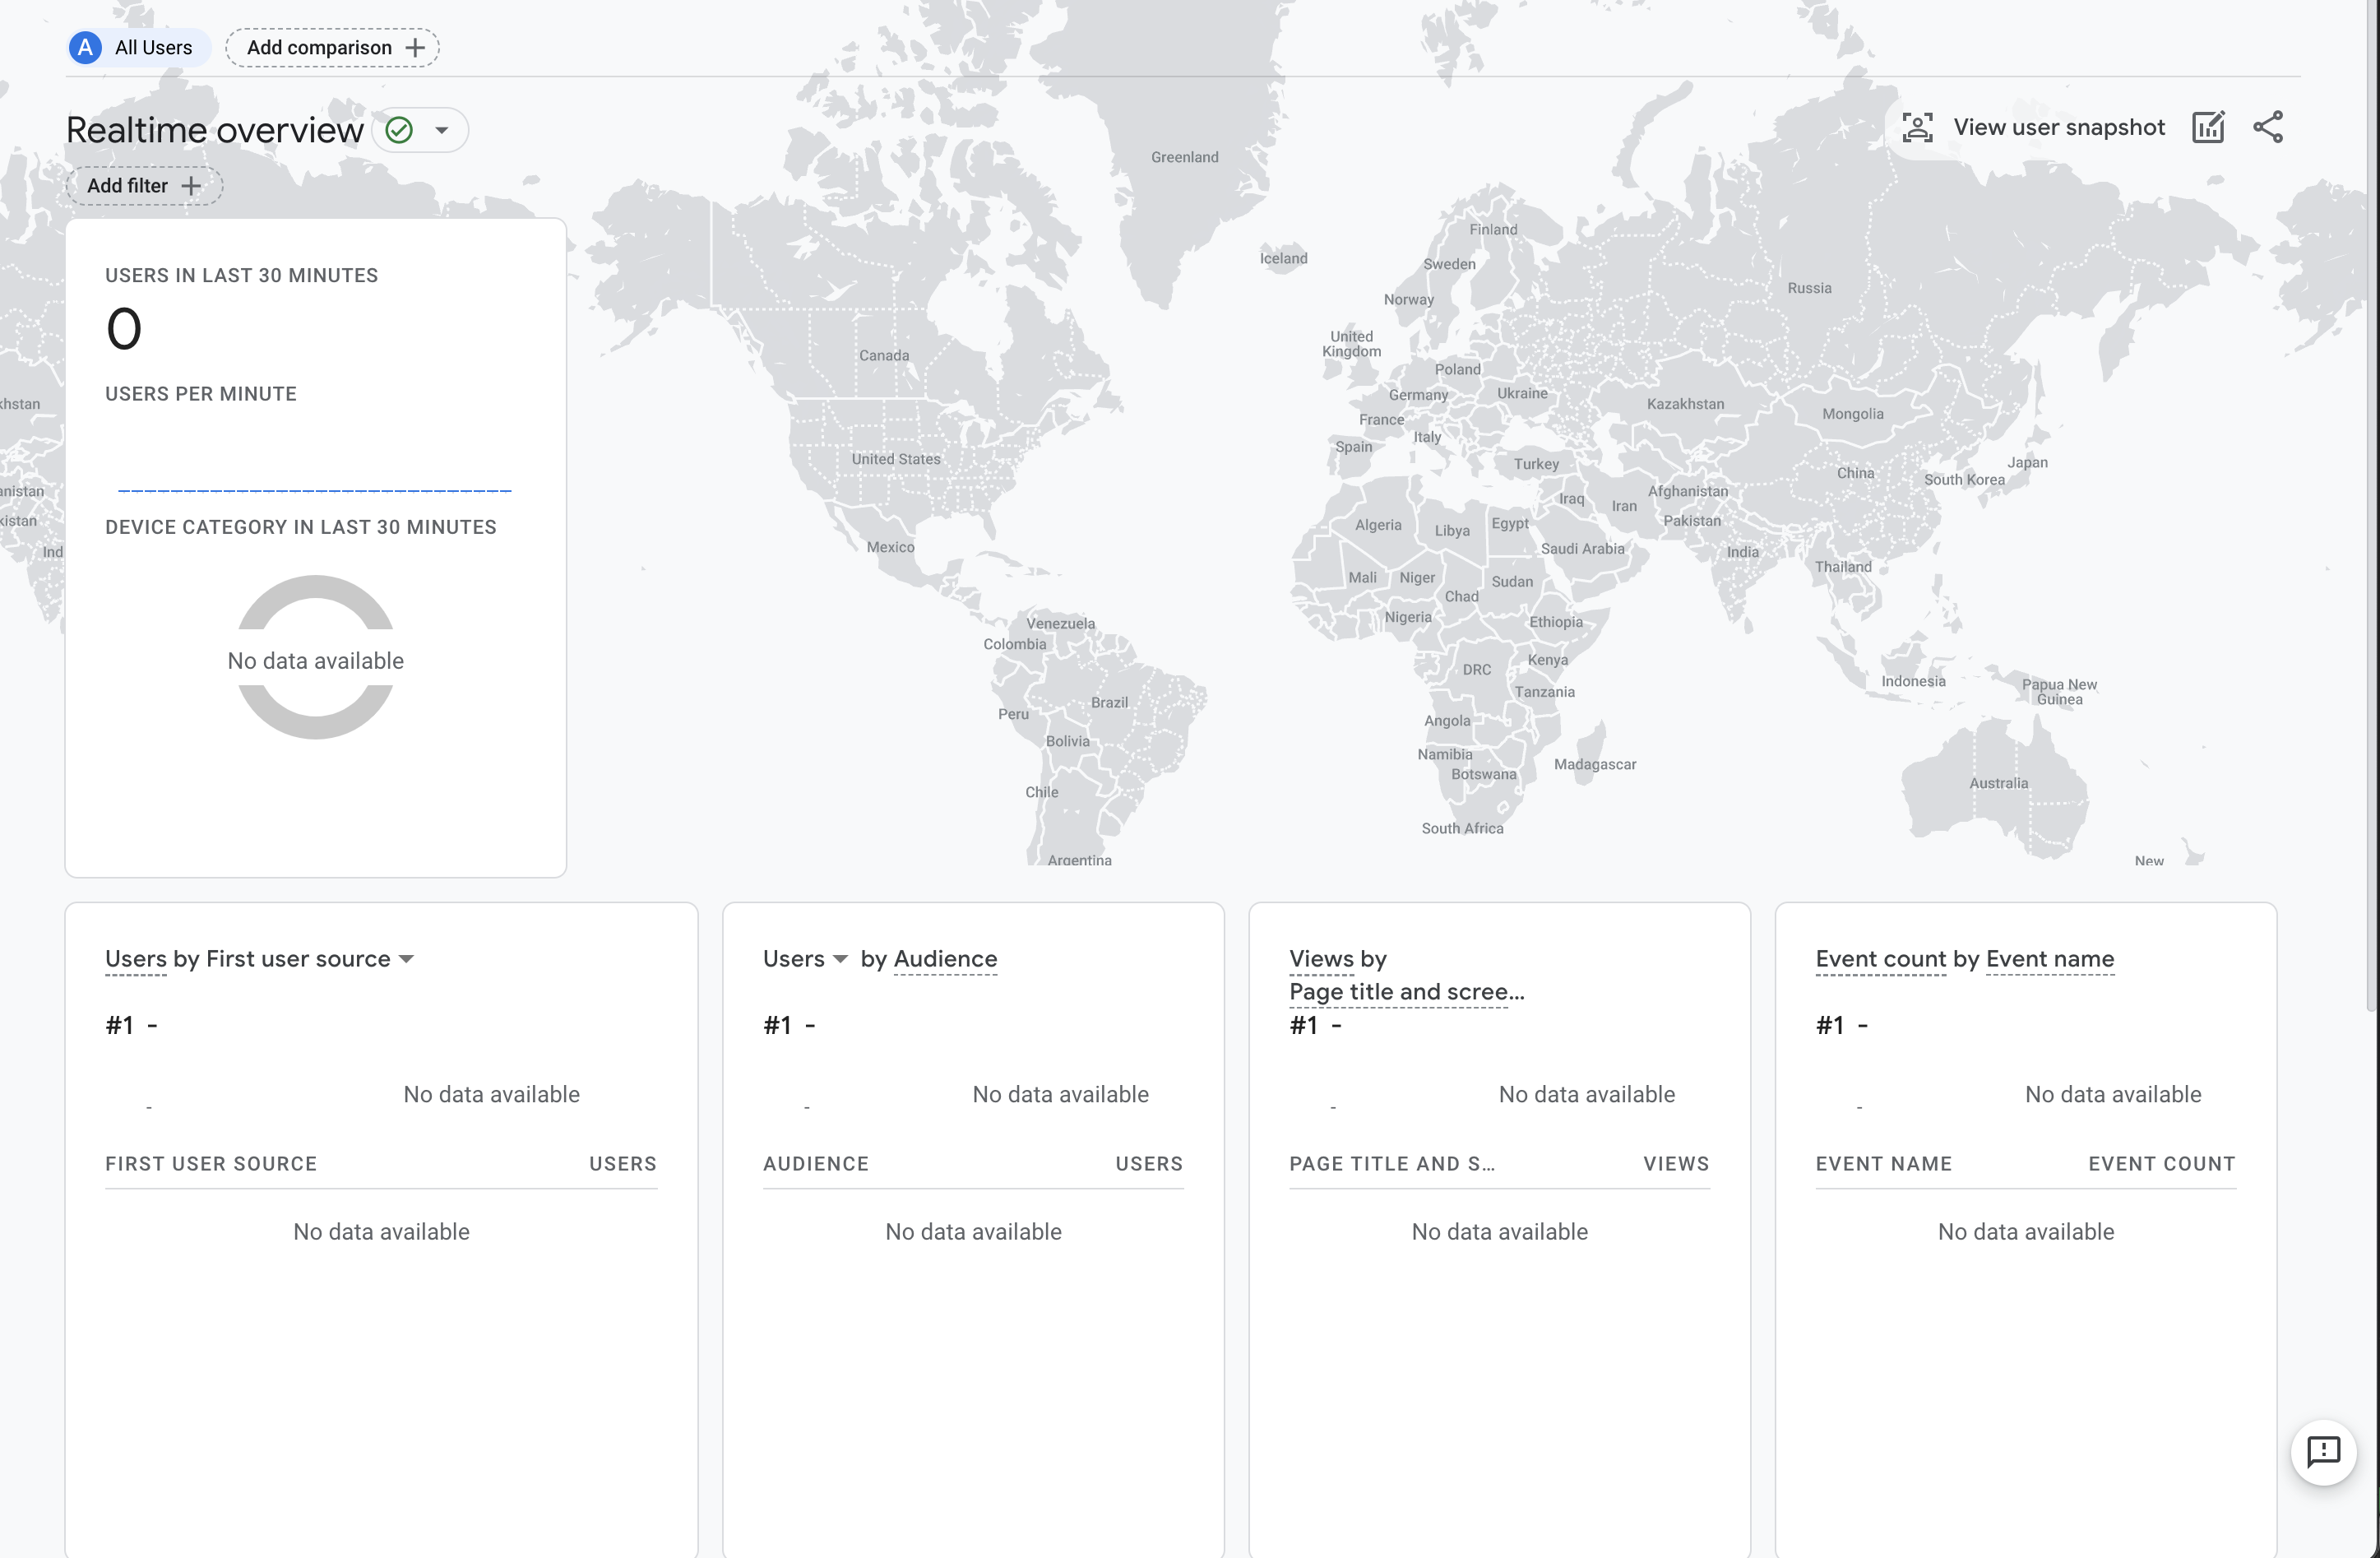 A All Users Add comparison
Realtime overview
View user snapshot
Add filter
USERS IN LAST 30 MINUTES
0
USERS PER MINUTE
DEVICE CATEGORY IN LAST 30 MINUTES
No data available
Greenland
Iceland
Finland
Sweden
Norway
Russia
United
Kingdom
Canada
Poland
Germany
Ukraine
France
Italy
Spain
Kazakhstan
Mongolia
khstan
United States
Turkey
China
Japan
South Korea
Iraq
Iran
Afghanistan
Pakistan
anistan
kistan
Ind
Algeria
Libya
Egypt
Saudi Arabia
India
Thailand
Mexico
Mali
Niger
Chad
Sudan
Nigeria
Ethiopia
Venezuela
Colombia
DRC
Kenya
Tanzania
Indonesia
Papua New
Guinea
Brazil
Peru
Angola
Bolivia
Namibia
Botswana
Madagascar
Australia
Chile
South Africa
Argentina
New
Users by First user source
#1 -
-
No data available
FIRST USER SOURCE USERS
No data available
Users by Audience
#1 -
-
No data available
AUDIENCE USERS
No data available
Views by
Page title and scree...
#1 -
-
No data available
PAGE TITLE AND S... VIEWS
No data available
Event count by Event name
#1 -
-
No data available
EVENT NAME EVENT COUNT
No data available